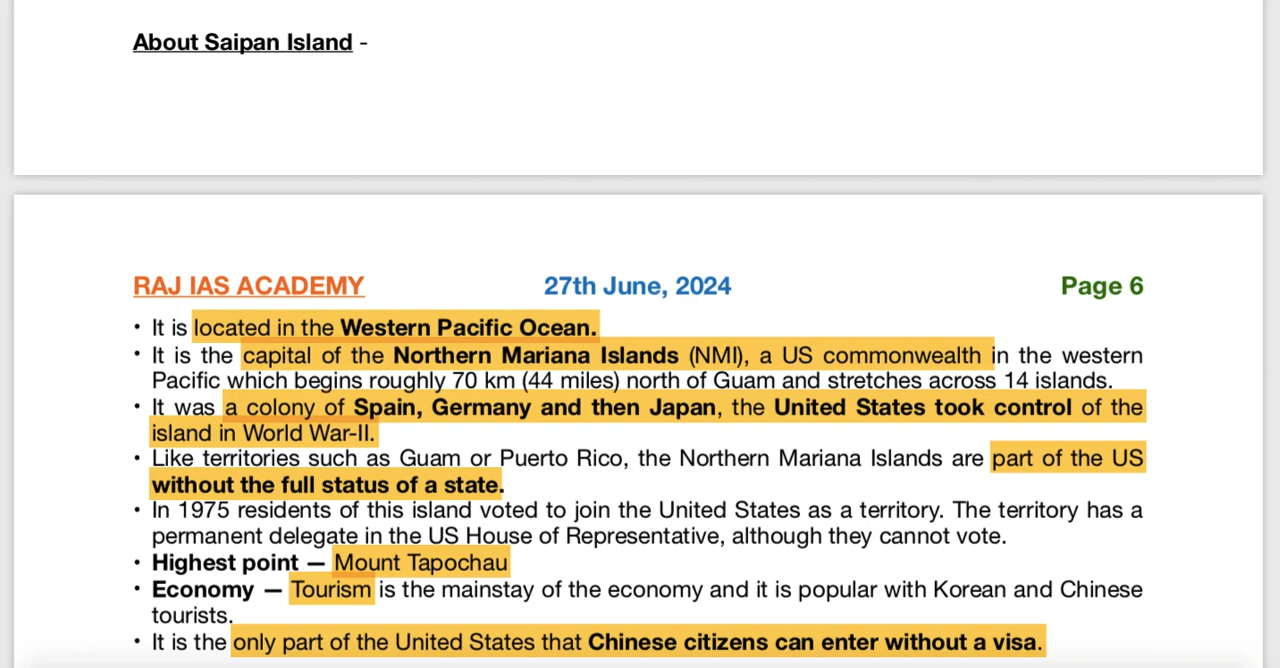 About Saipan Island -
RAJ IAS ACADEMY 27th June, 2024 Page 6
• It is located in the Western Pacific Ocean.
• It is the capital of the Northern Mariana Islands (NMI), a US commonwealth in the western
Pacific which begins roughly 70 km (44 miles) north of Guam and stretches across 14 islands.
• It was a colony of Spain, Germany and then Japan, the United States took control of the
island in World War-II.
• Like territories such as Guam or Puerto Rico, the Northern Mariana Islands are part of the US
without the full status of a state.
• In 1975 residents of this island voted to join the United States as a territory. The territory has a
permanent delegate in the US House of Representative, although they cannot vote.
• Highest point — Mount Tapochau
• Economy — Tourism is the mainstay of the economy and it is popular with Korean and Chinese
tourists.
• It is the only part of the United States that Chinese citizens can enter without a visa.